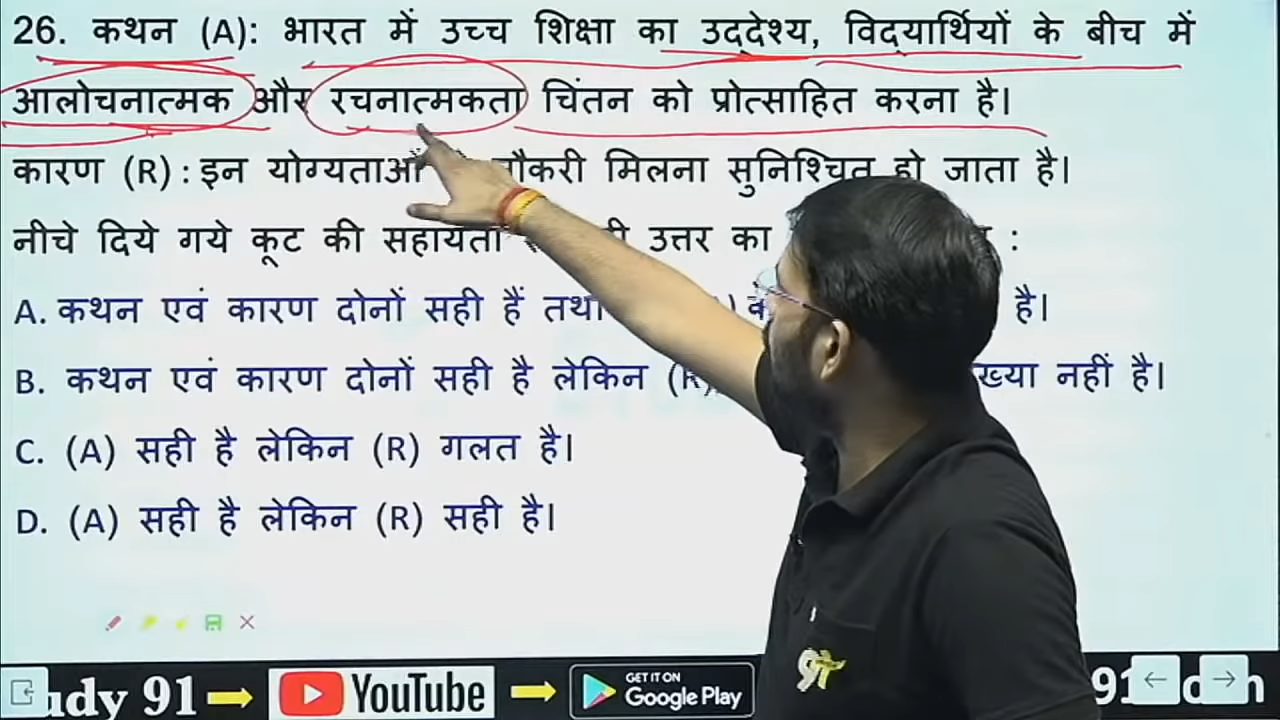 26. कथन (A): भारत में उच्च शिक्षा का उद्देश्य, विद्यार्थियों के बीच में
आलोचनात्मक और रचनात्मकता चिंतन को प्रोत्साहित करना है।
कारण (R) : इन योग्यताओं नौकरी मिलना सुनिश्चित हो जाता है।
नीचे दिये गये कूट की सहायता उत्तर का :
A. कथन एवं कारण दोनों सही हैं तथा है।
B. कथन एवं कारण दोनों सही है लेकिन (R) नहीं है।
C. (A) सही है लेकिन (R) गलत है।
D. (A) सही है लेकिन (R) सही है।
91 YouTube GET IT ON
Google Play 91